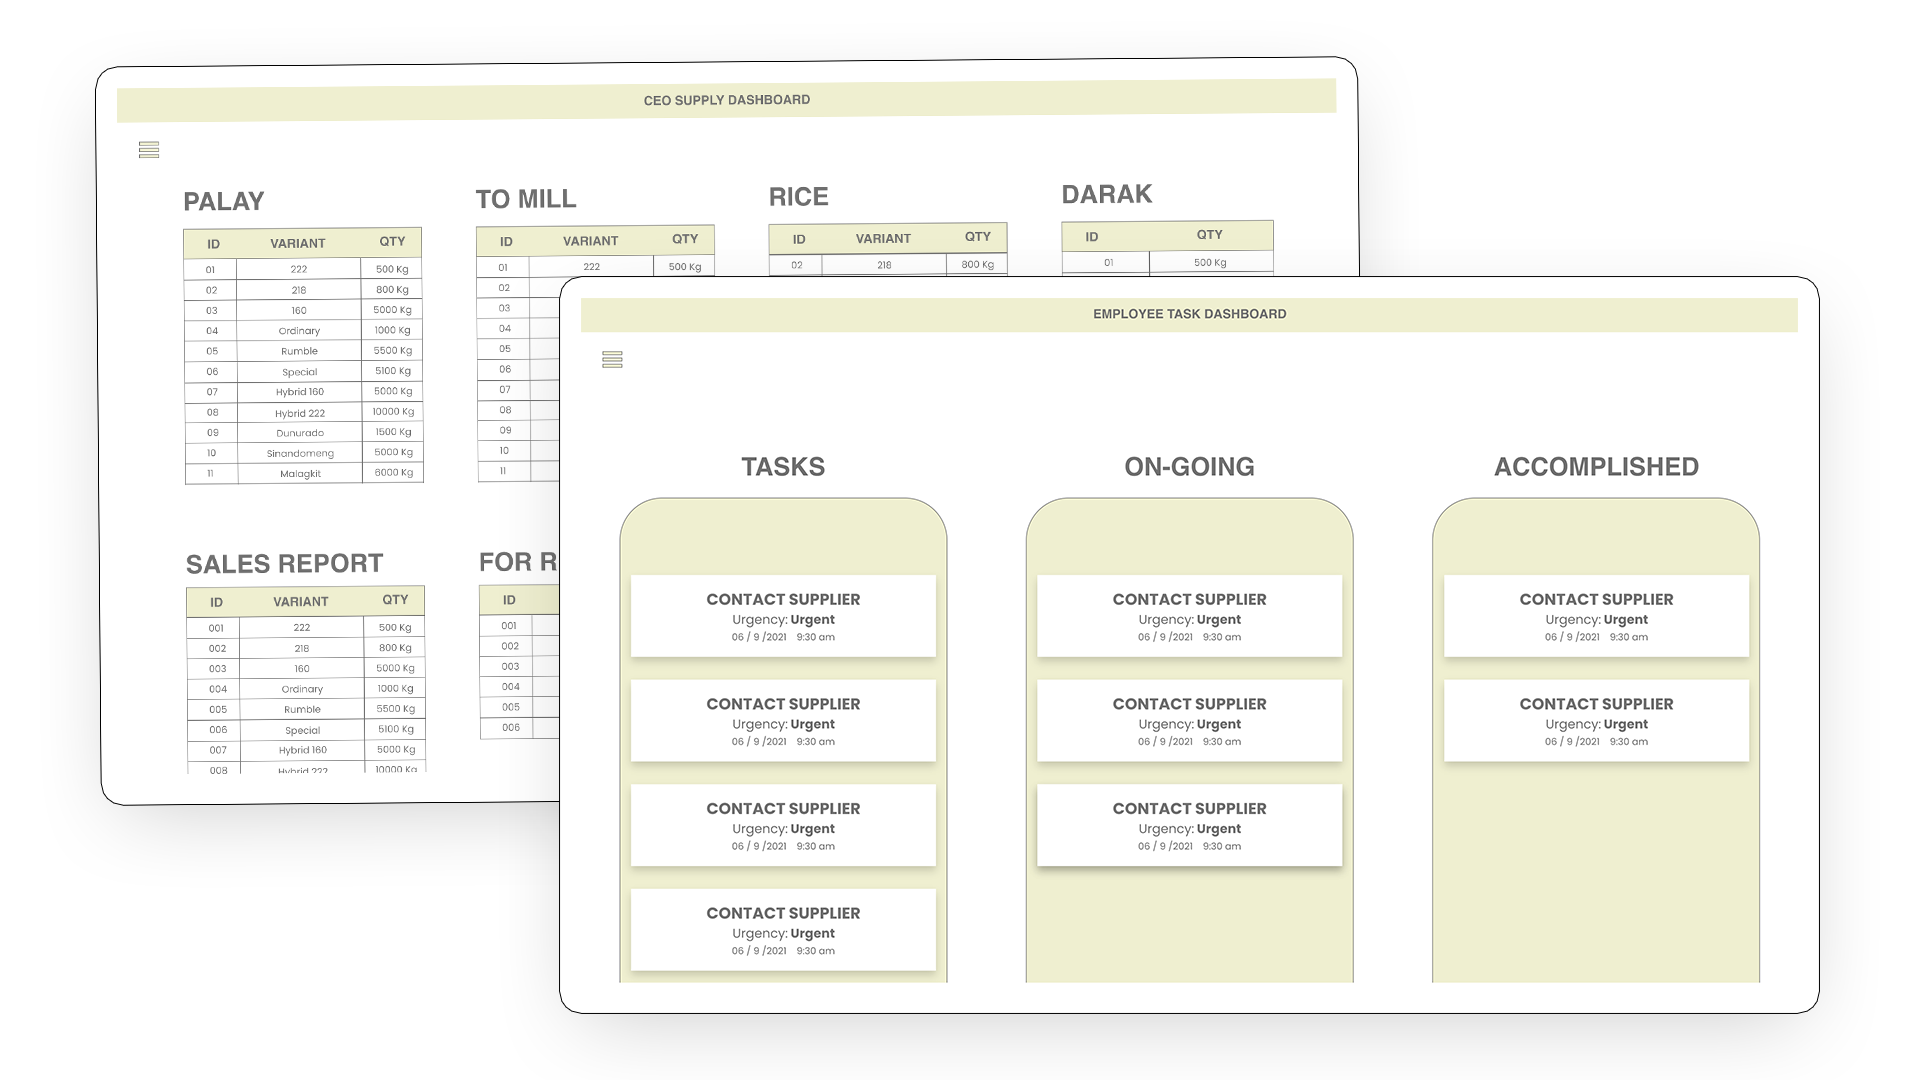 CEO SUPPLY DASHBOARD
PALAY
ID VARIANT QTY
01 222 500 Kg
02 218 800 Kg
03 160 5000 Kg
04 Ordinary 1000 Kg
05 Rumble 5500 Kg
06 Special 5100 Kg
07 Hybrid 160 5000 Kg
08 Hybrid 222 10000 Kg
09 Dunurado 1500 Kg
10 Sinandomeng 5000 Kg
11 Malagkit 6000 Kg
TO MILL
ID VARIANT QTY
01 222 500 Kg
02
03
04
05
06
07
08
09
10
11
RICE
ID VARIANT QTY
02 218 800 Kg
DARAK
ID QTY
01 500 Kg
SALES REPORT
ID VARIANT QTY
001 222 500 Kg
002 218 800 Kg
003 160 5000 Kg
004 Ordinary 1000 Kg
005 Rumble 5500 Kg
006 Special 5100 Kg
007 Hybrid 160 5000 Kg
008 Hybrid 222 10000 Kg
FOR R
ID
001
002
003
004
005
006
EMPLOYEE TASK DASHBOARD
TASKS
CONTACT SUPPLIER
Urgency: Urgent
06 / 9 /2021 9:30 am
CONTACT SUPPLIER
Urgency: Urgent
06 / 9 /2021 9:30 am
CONTACT SUPPLIER
Urgency: Urgent
06 / 9 /2021 9:30 am
CONTACT SUPPLIER
Urgency: Urgent
06 / 9 /2021 9:30 am
ON-GOING
CONTACT SUPPLIER
Urgency: Urgent
06 / 9 /2021 9:30 am
CONTACT SUPPLIER
Urgency: Urgent
06 / 9 /2021 9:30 am
CONTACT SUPPLIER
Urgency: Urgent
06 / 9 /2021 9:30 am
ACCOMPLISHED
CONTACT SUPPLIER
Urgency: Urgent
06 / 9 /2021 9:30 am
CONTACT SUPPLIER
Urgency: Urgent
06 / 9 /2021 9:30 am